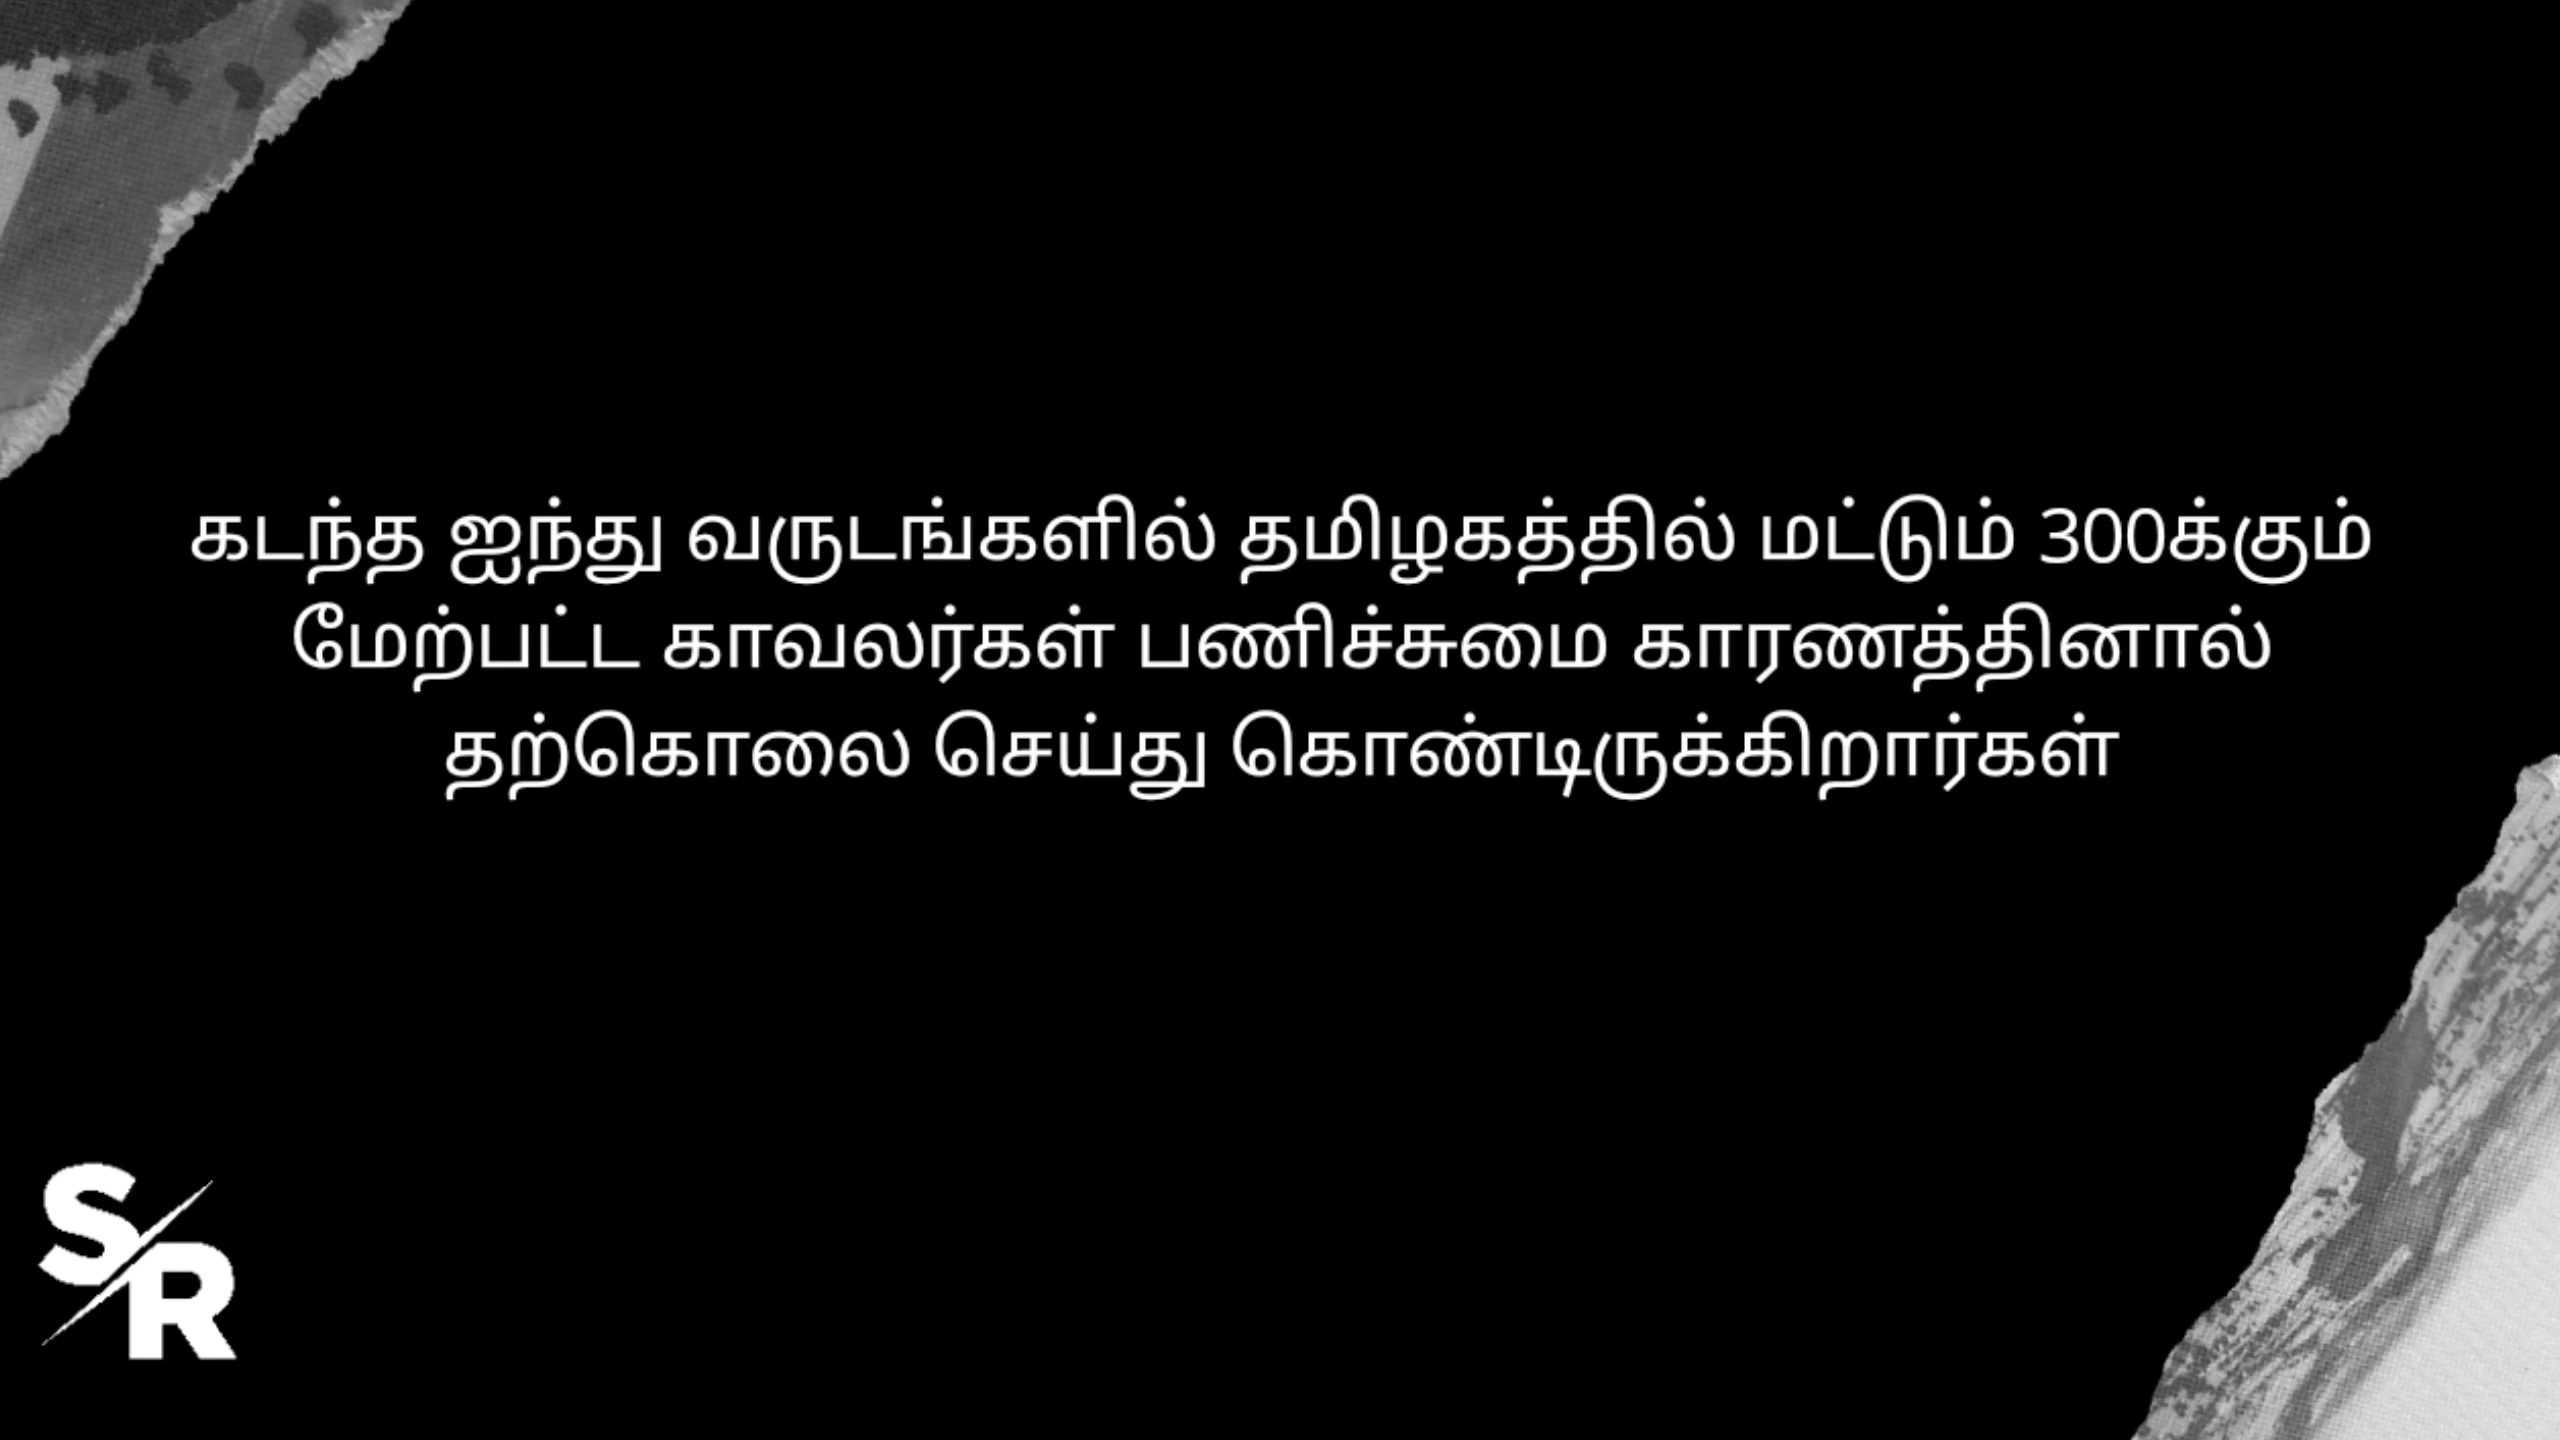 கடந்த ஐந்து வருடங்களில் தமிழகத்தில் மட்டும் 300க்கும்
மேற்பட்ட காவலர்கள் பணிச்சுமை காரணத்தினால்
தற்கொலை செய்து கொண்டிருக்கிறார்கள்
S/R